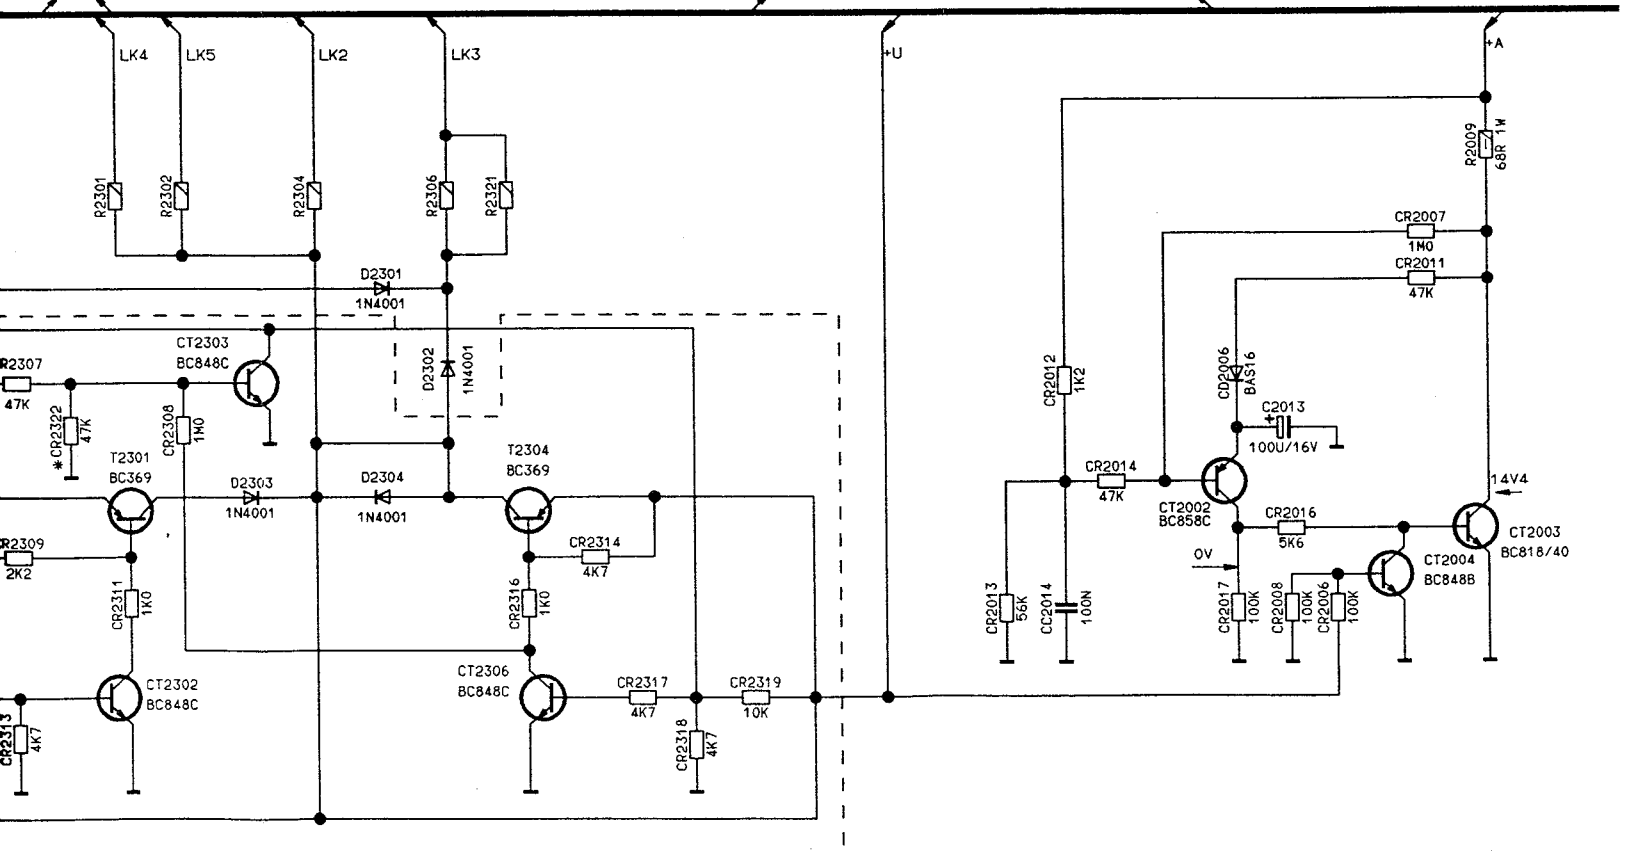 LK4
LK5
LK2
LK3
+U
+A
R2009
68R 1W
R2301
R2302
R2304
R2306
R2321
CR2007
1M0
CR2011
47K
D2301
1N4001
CT2303
BC848C
R2307
47K
*CR2322
47K
CR2308
1M0
D2302
1N4001
CR2012
1K2
CD2006
BAS16
+
C2013
100U/16V
T2301
BC369
D2303
1N4001
D2304
1N4001
T2304
BC369
CR2014
47K
CT2002
BC858C
CR2016
5K6
14V4
CT2003
BC818/40
CT2004
BC848B
0V
CR2309
2K2
CR2311
1K0
CR2314
4K7
CR2316
1K0
CR2013
56K
CC2014
100N
CR2017
100K
CR2008
100K
CR2006
100K
CT2302
BC848C
CR2313
4K7
CT2306
BC848C
CR2317
4K7
CR2319
10K
CR2318
4K7